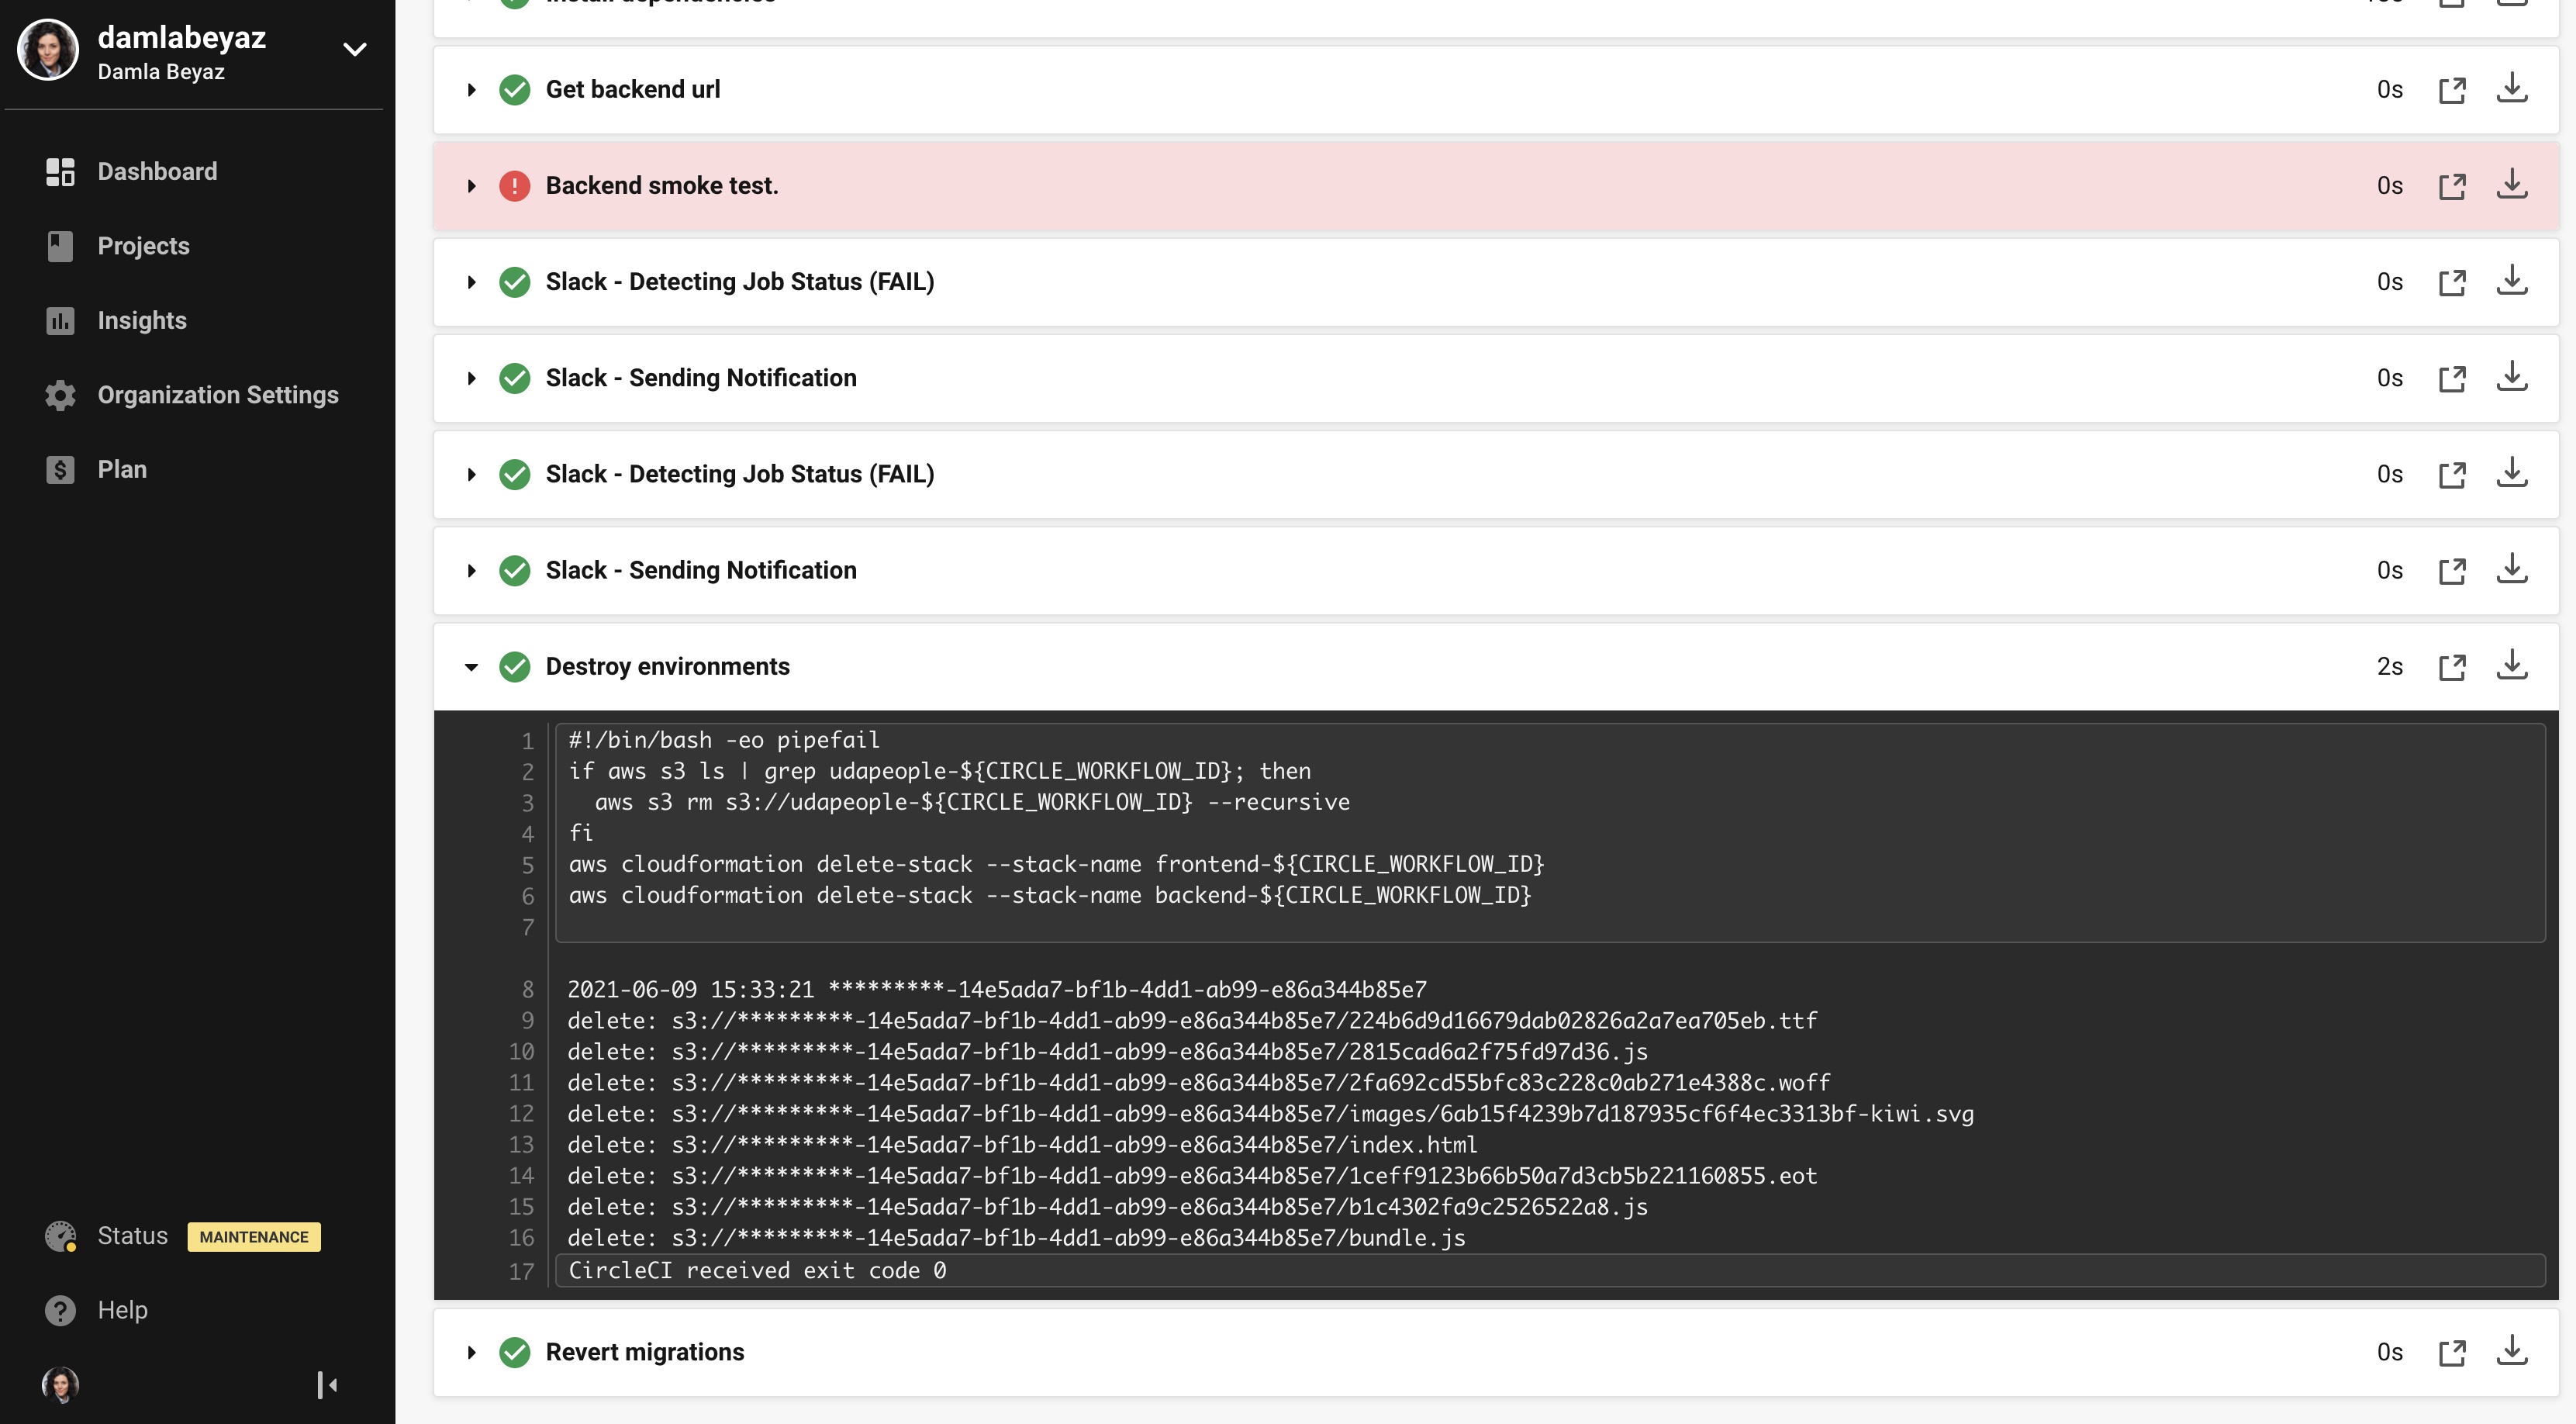 damlabeyaz
Damla Beyaz
Dashboard
Projects
Insights
Organization Settings
Plan
Status MAINTENANCE
Help
Install dependencies
Get backend url 0s
Backend smoke test. 0s
Slack - Detecting Job Status (FAIL) 0s
Slack - Sending Notification 0s
Slack - Detecting Job Status (FAIL) 0s
Slack - Sending Notification 0s
Destroy environments 2s
1 #!/bin/bash -eo pipefail
2 if aws s3 ls | grep udapeople-${CIRCLE_WORKFLOW_ID}; then
3 aws s3 rm s3://udapeople-${CIRCLE_WORKFLOW_ID} --recursive
4 fi
5 aws cloudformation delete-stack --stack-name frontend-${CIRCLE_WORKFLOW_ID}
6 aws cloudformation delete-stack --stack-name backend-${CIRCLE_WORKFLOW_ID}
7
8 2021-06-09 15:33:21 *********-14e5ada7-bf1b-4dd1-ab99-e86a344b85e7
9 delete: s3://*********-14e5ada7-bf1b-4dd1-ab99-e86a344b85e7/224b6d9d16679dab02826a2a7ea705eb.ttf
10 delete: s3://*********-14e5ada7-bf1b-4dd1-ab99-e86a344b85e7/2815cad6a2f75fd97d36.js
11 delete: s3://*********-14e5ada7-bf1b-4dd1-ab99-e86a344b85e7/2fa692cd55bfc83c228c0ab271e4388c.woff
12 delete: s3://*********-14e5ada7-bf1b-4dd1-ab99-e86a344b85e7/images/6ab15f4239b7d187935cf6f4ec3313bf-kiwi.svg
13 delete: s3://*********-14e5ada7-bf1b-4dd1-ab99-e86a344b85e7/index.html
14 delete: s3://*********-14e5ada7-bf1b-4dd1-ab99-e86a344b85e7/1ceff9123b66b50a7d3cb5b221160855.eot
15 delete: s3://*********-14e5ada7-bf1b-4dd1-ab99-e86a344b85e7/b1c4302fa9c2526522a8.js
16 delete: s3://*********-14e5ada7-bf1b-4dd1-ab99-e86a344b85e7/bundle.js
17 CircleCI received exit code 0
Revert migrations 0s